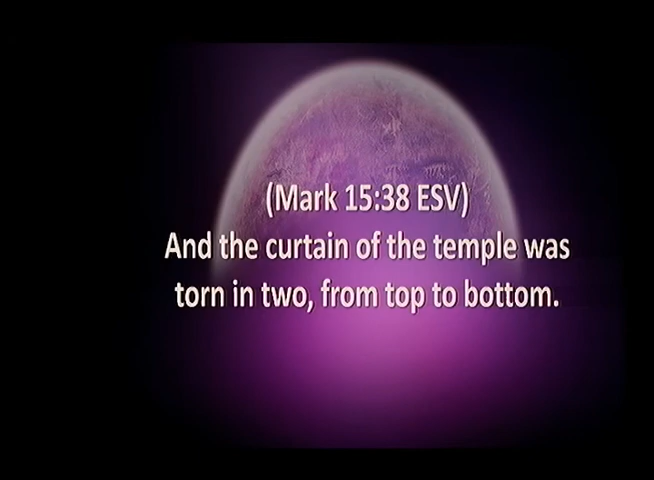 (Mark 15:38 ESV)
And the curtain of the temple was
torn in two, from top to bottom.